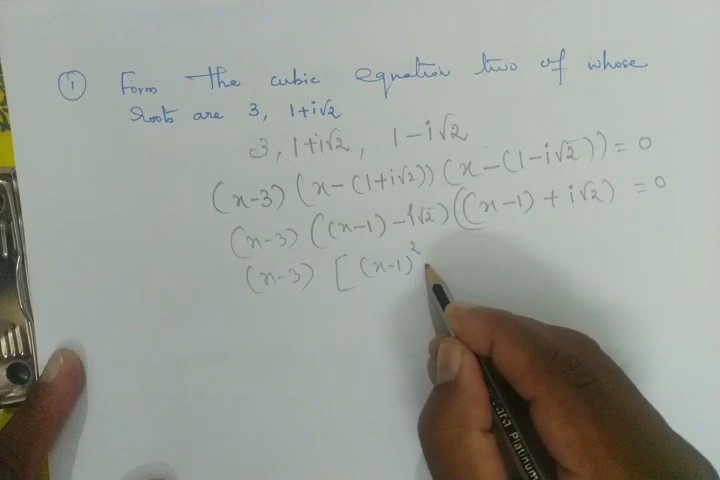 ① Form the cubic equation two of whose
roots are 3, 1+i√2
3, 1+i√2, 1-i√2
(x-3) (x-(1+i√2)) (x-(1-i√2)) = 0
(x-3) ((x-1) -i√2) ((x-1) + i√2) = 0
(x-3) [ (x-1)²
Platinum